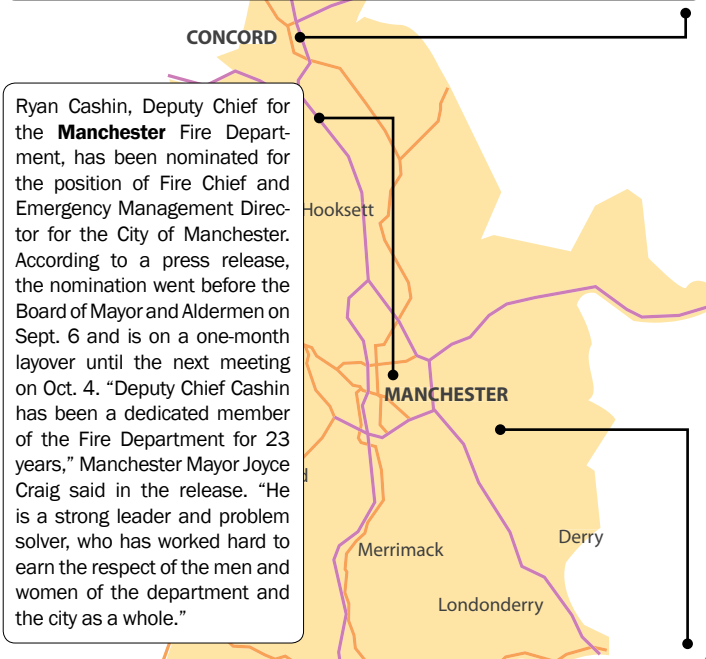 CONCORD
Ryan Cashin, Deputy Chief for
the Manchester Fire Depart-
ment, has been nominated for
the position of Fire Chief and
Emergency Management Direc-
tor for the City of Manchester.
According to a press release,
the nomination went before the
Board of Mayor and Aldermen on
Sept. 6 and is on a one-month
layover until the next meeting
on Oct. 4. “Deputy Chief Cashin
has been a dedicated member
of the Fire Department for 23
years,” Manchester Mayor Joyce
Craig said in the release. “He
is a strong leader and problem
solver, who has worked hard to
earn the respect of the men and
women of the department and
the city as a whole.”
Hooksett
MANCHESTER
Derry
Merrimack
Londonderry